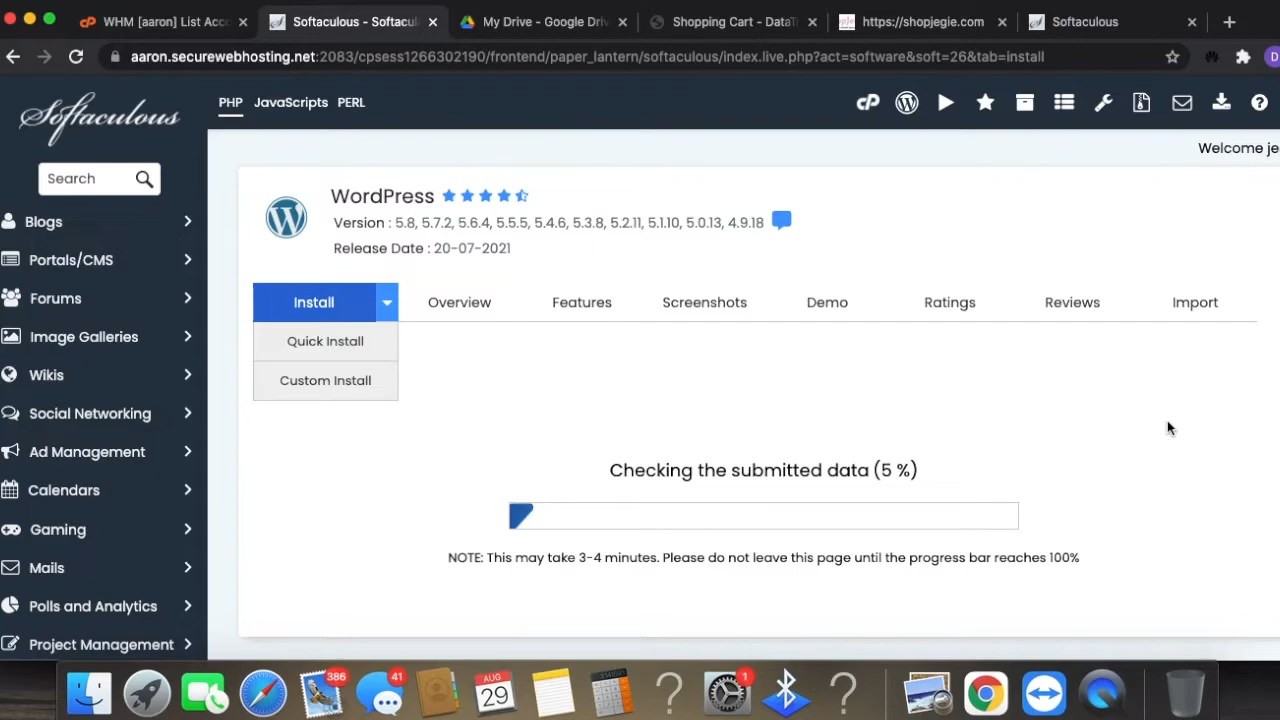 WHM [aaron] List Acc
Softaculous - Softacul
My Drive - Google Driv
Shopping Cart - DataT
https://shopjegie.com
Softaculous
aaron.securewebhosting.net:2083/cpsess1266302190/frontend/paper_lantern/softaculous/index.live.php?act=software&soft=26&tab=install
Softaculous
PHP JavaScripts PERL
Welcome je
Search
Blogs
Portals/CMS
Forums
Image Galleries
Wikis
Social Networking
Ad Management
Calendars
Gaming
Mails
Polls and Analytics
Project Management
WordPress
Version : 5.8, 5.7.2, 5.6.4, 5.5.5, 5.4.6, 5.3.8, 5.2.11, 5.1.10, 5.0.13, 4.9.18
Release Date : 20-07-2021
Install Overview Features Screenshots Demo Ratings Reviews Import
Quick Install
Custom Install
Checking the submitted data (5 %)
NOTE: This may take 3-4 minutes. Please do not leave this page until the progress bar reaches 100%
386
41
AUG
29
1